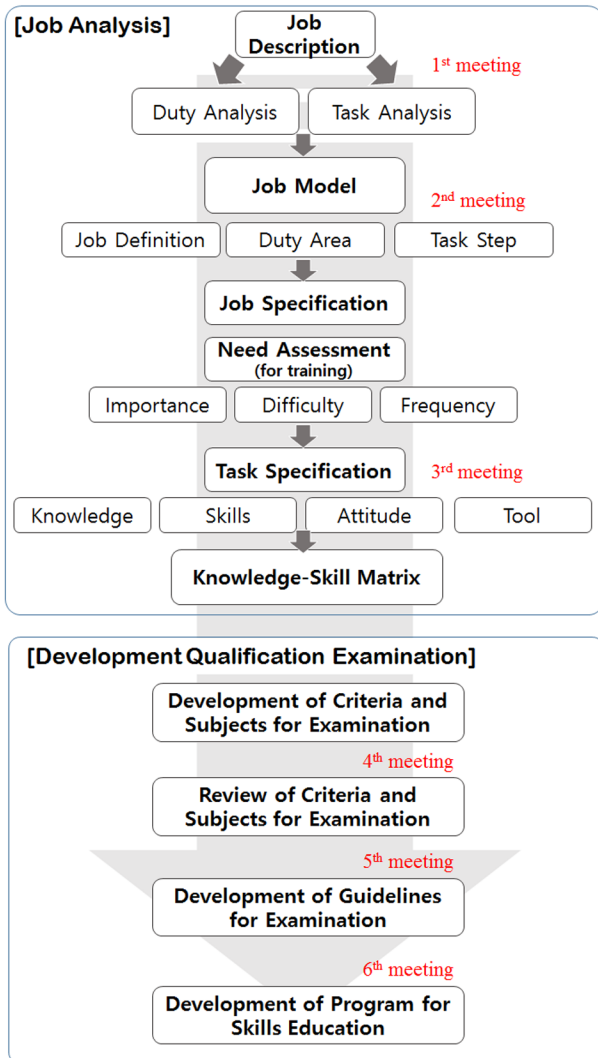 [Job Analysis]
Job
Description
1st meeting
Duty Analysis
Task Analysis
Job Model
2nd meeting
Job Definition
Duty Area
Task Step
Job Specification
Need Assessment
(for training)
Importance
Difficulty
Frequency
Task Specification
3rd meeting
Knowledge
Skills
Attitude
Tool
Knowledge-Skill Matrix
[Development Qualification Examination]
Development of Criteria and
Subjects for Examination
4th meeting
Review of Criteria and
Subjects for Examination
5th meeting
Development of Guidelines
for Examination
6th meeting
Development of Program for
Skills Education